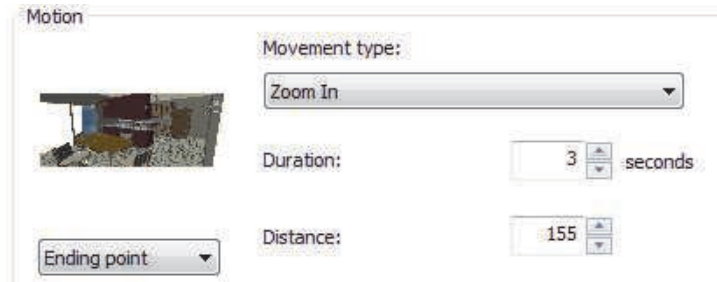 Motion
Movement type:
Zoom In
Duration:
3 seconds
Distance:
155
Ending point